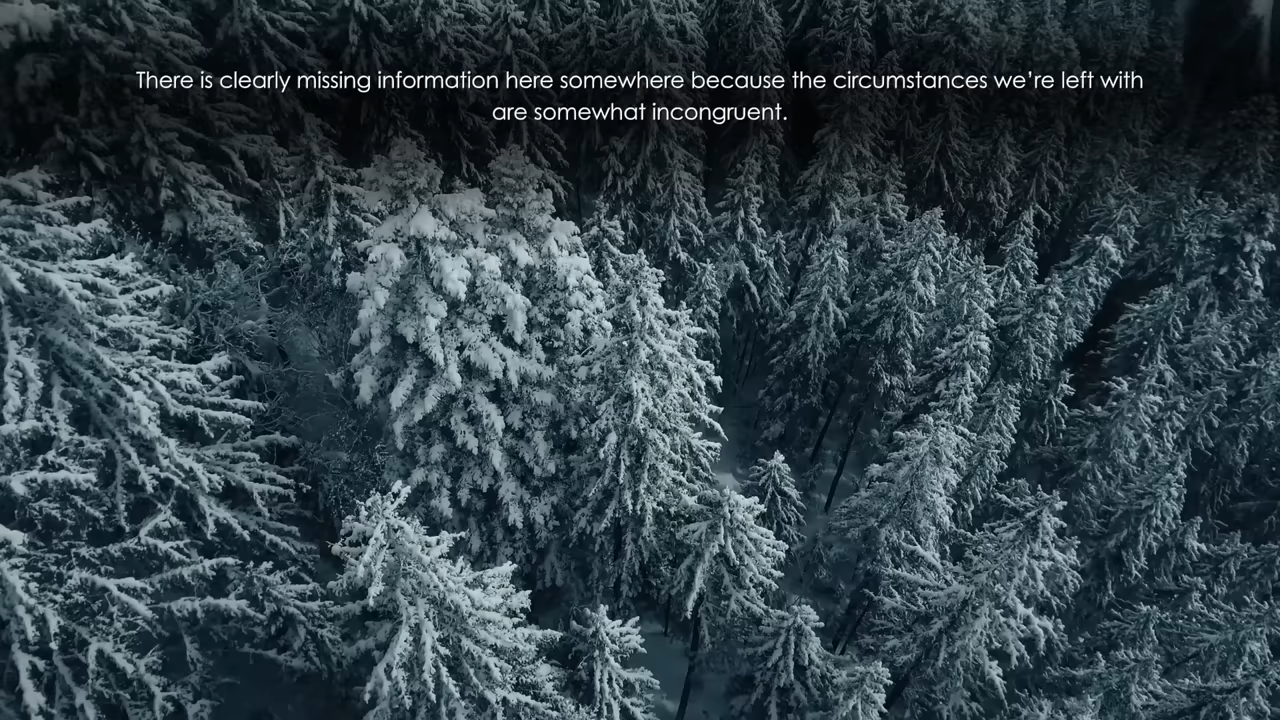 There is clearly missing information here somewhere because the circumstances we’re left with
are somewhat incongruent.